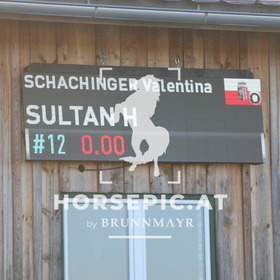 SCHACHINGER Valentina
SULTAN H
#12 0.00
HORSEPIC.AT
by BRUNNMAYR